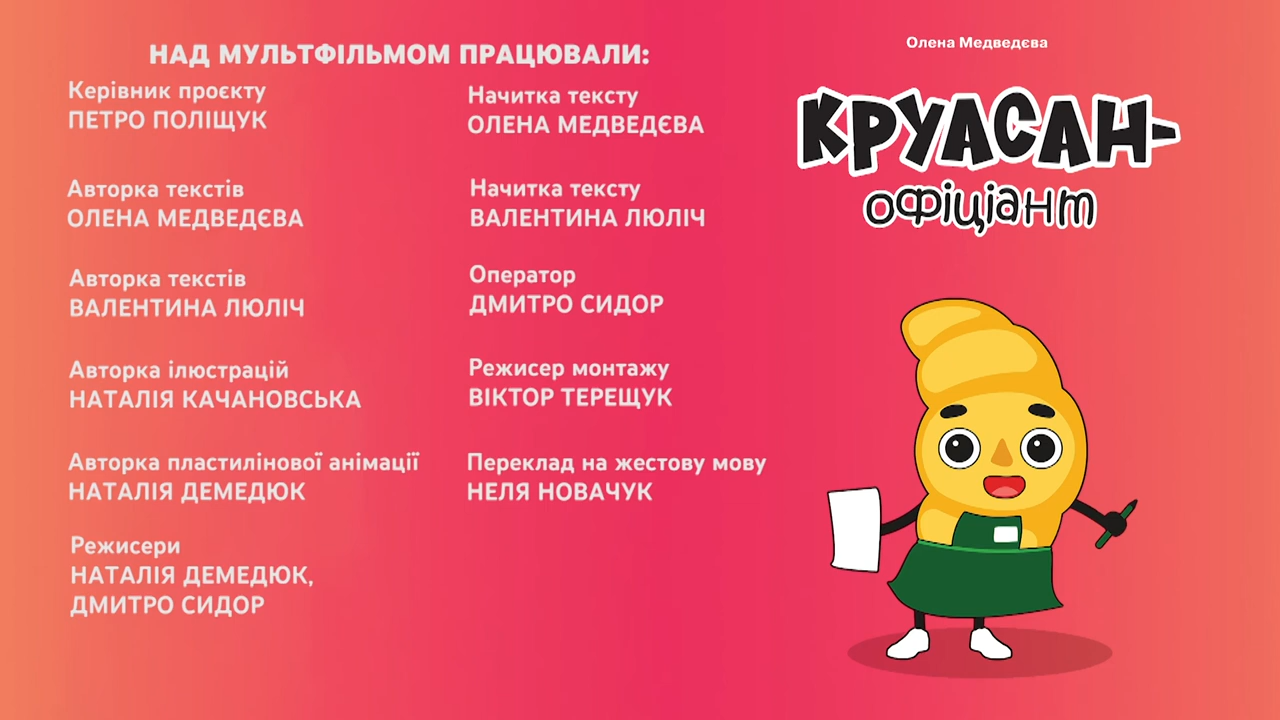 НАД МУЛЬТФІЛЬМОМ ПРАЦЮВАЛИ:
Керівник проєкту
ПЕТРО ПОЛІЩУК
Авторка текстів
ОЛЕНА МЕДВЕДЄВА
Авторка текстів
ВАЛЕНТИНА ЛЮЛІЧ
Авторка ілюстрацій
НАТАЛІЯ КАЧАНОВСЬКА
Авторка пластилінової анімації
НАТАЛІЯ ДЕМЕДЮК
Режисери
НАТАЛІЯ ДЕМЕДЮК,
ДМИТРО СИДОР
Начитка тексту
ОЛЕНА МЕДВЕДЄВА
Начитка тексту
ВАЛЕНТИНА ЛЮЛІЧ
Оператор
ДМИТРО СИДОР
Режисер монтажу
ВІКТОР ТЕРЕЩУК
Переклад на жестову мову
НЕЛЯ НОВАЧУК
Олена Медведєва
КРУАСАН-
офіціант